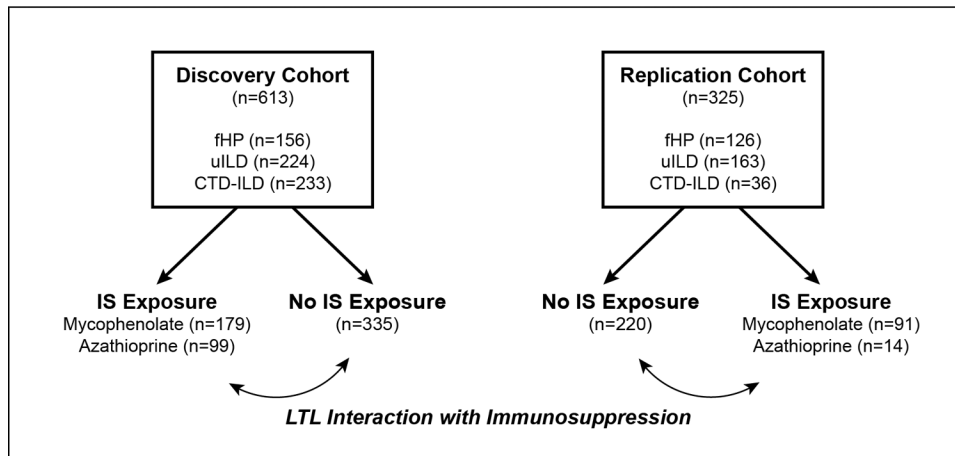 Discovery Cohort
(n=613)
fHP (n=156)
uILD (n=224)
CTD-ILD (n=233)
Replication Cohort
(n=325)
fHP (n=126)
uILD (n=163)
CTD-ILD (n=36)
IS Exposure
Mycophenolate (n=179)
Azathioprine (n=99)
No IS Exposure
(n=335)
No IS Exposure
(n=220)
IS Exposure
Mycophenolate (n=91)
Azathioprine (n=14)
LTL Interaction with Immunosuppression